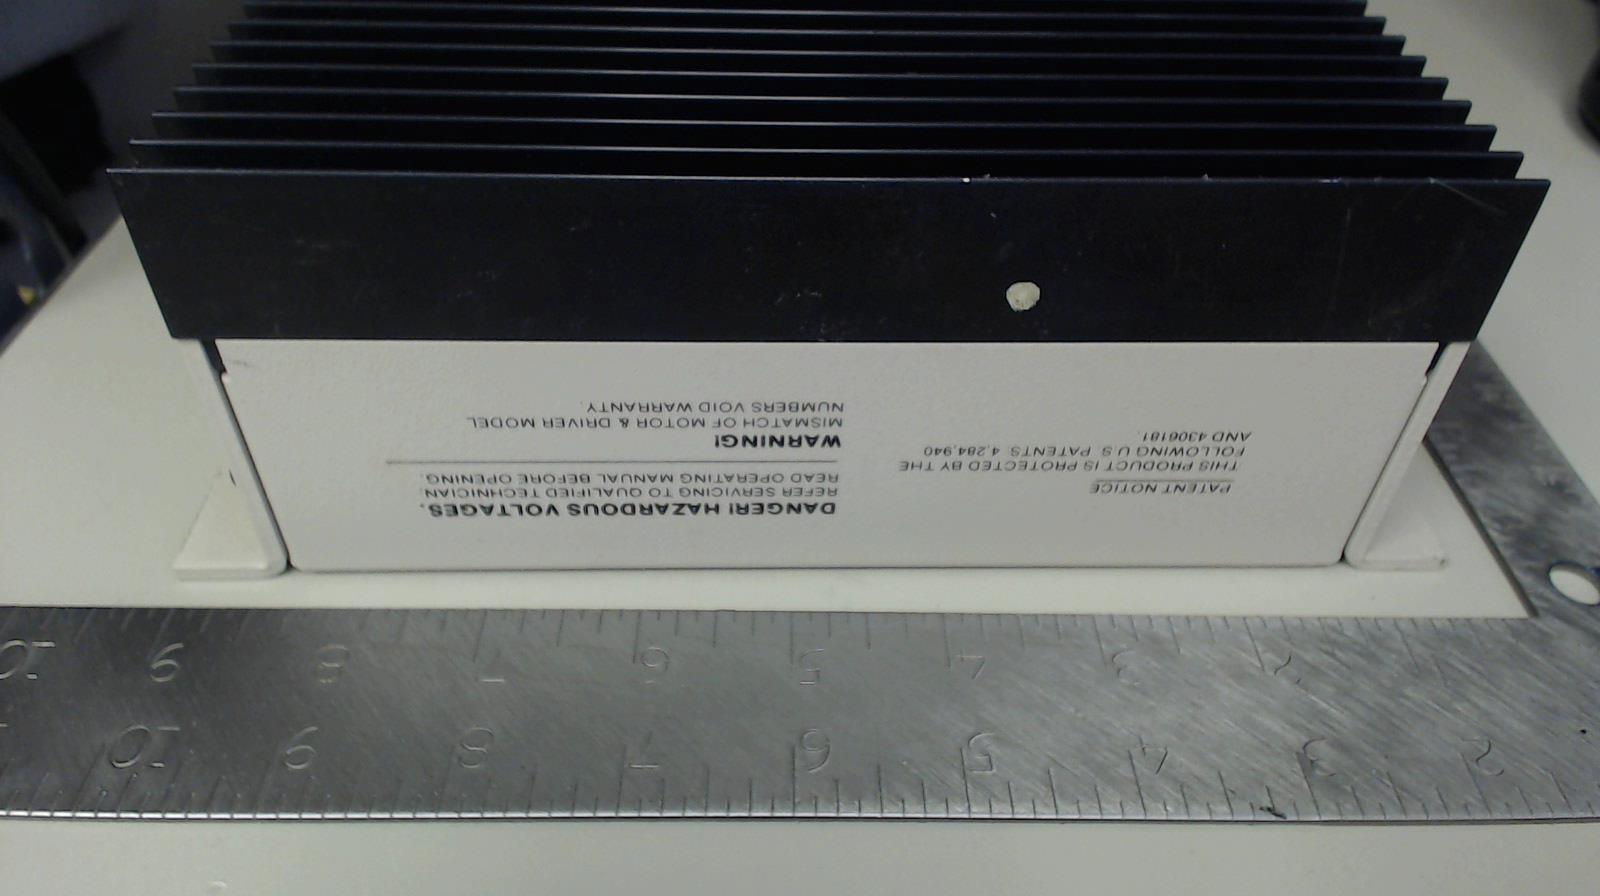 PATENT NOTICE
THIS PRODUCT IS PROTECTED BY THE
FOLLOWING U.S. PATENTS 4,284,940
AND 4306181.
DANGER! HAZARDOUS VOLTAGES.
REFER SERVICING TO QUALIFIED TECHNICIAN.
READ OPERATING MANUAL BEFORE OPENING.
WARNING!
MISMATCH OF MOTOR & DRIVER MODEL
NUMBERS VOID WARRANTY.
2 3 4 5 6 7 8 9 10
2 3 4 5 6 7 8 9 10